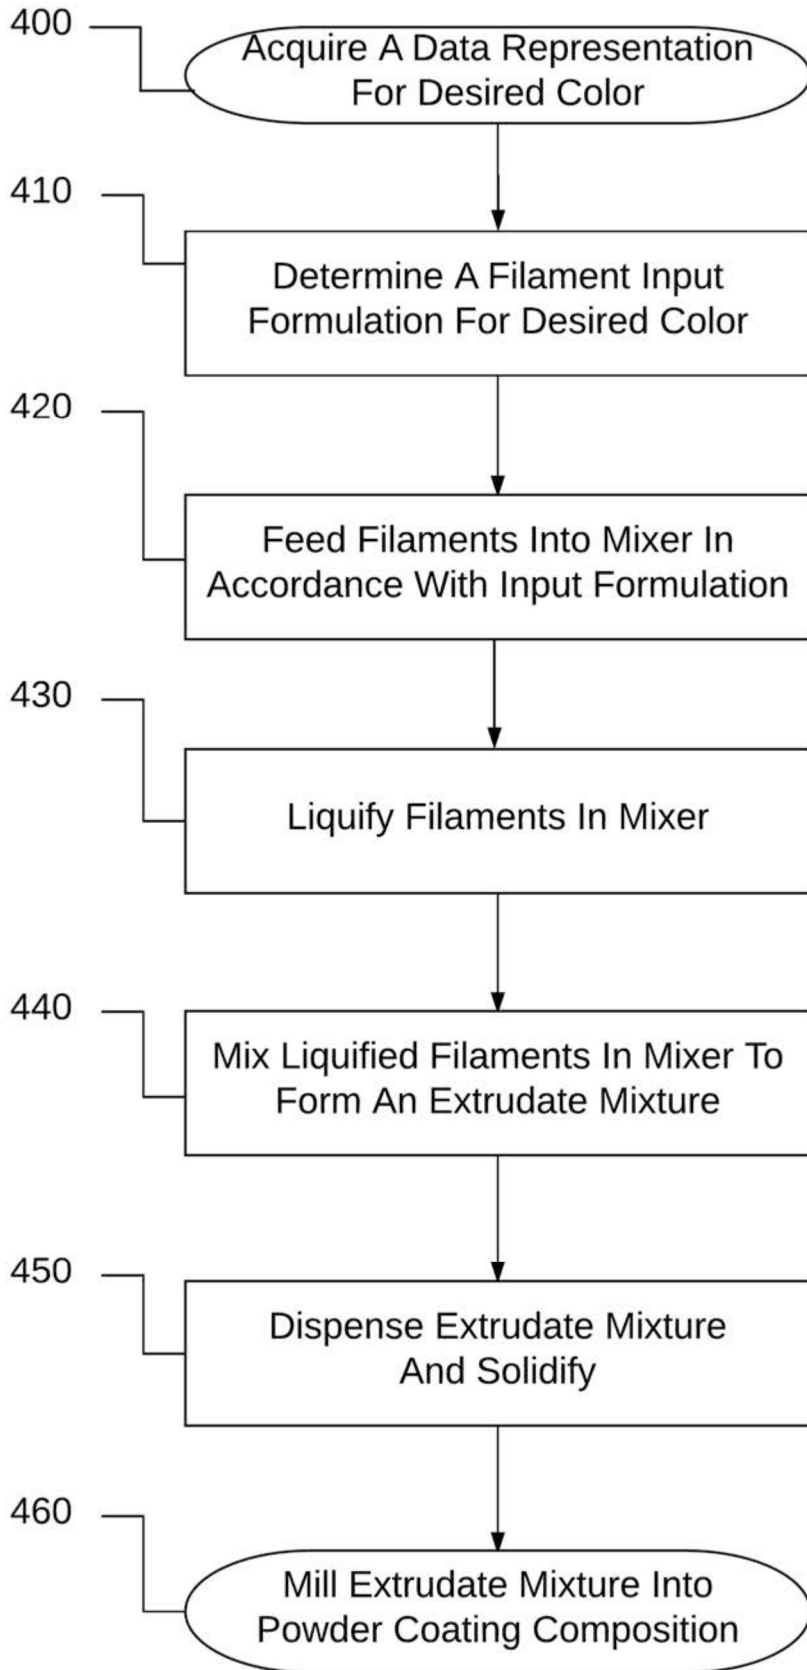 400
Acquire A Data Representation
For Desired Color
410
Determine A Filament Input
Formulation For Desired Color
420
Feed Filaments Into Mixer In
Accordance With Input Formulation
430
Liquify Filaments In Mixer
440
Mix Liquified Filaments In Mixer To
Form An Extrudate Mixture
450
Dispense Extrudate Mixture
And Solidify
460
Mill Extrudate Mixture Into
Powder Coating Composition